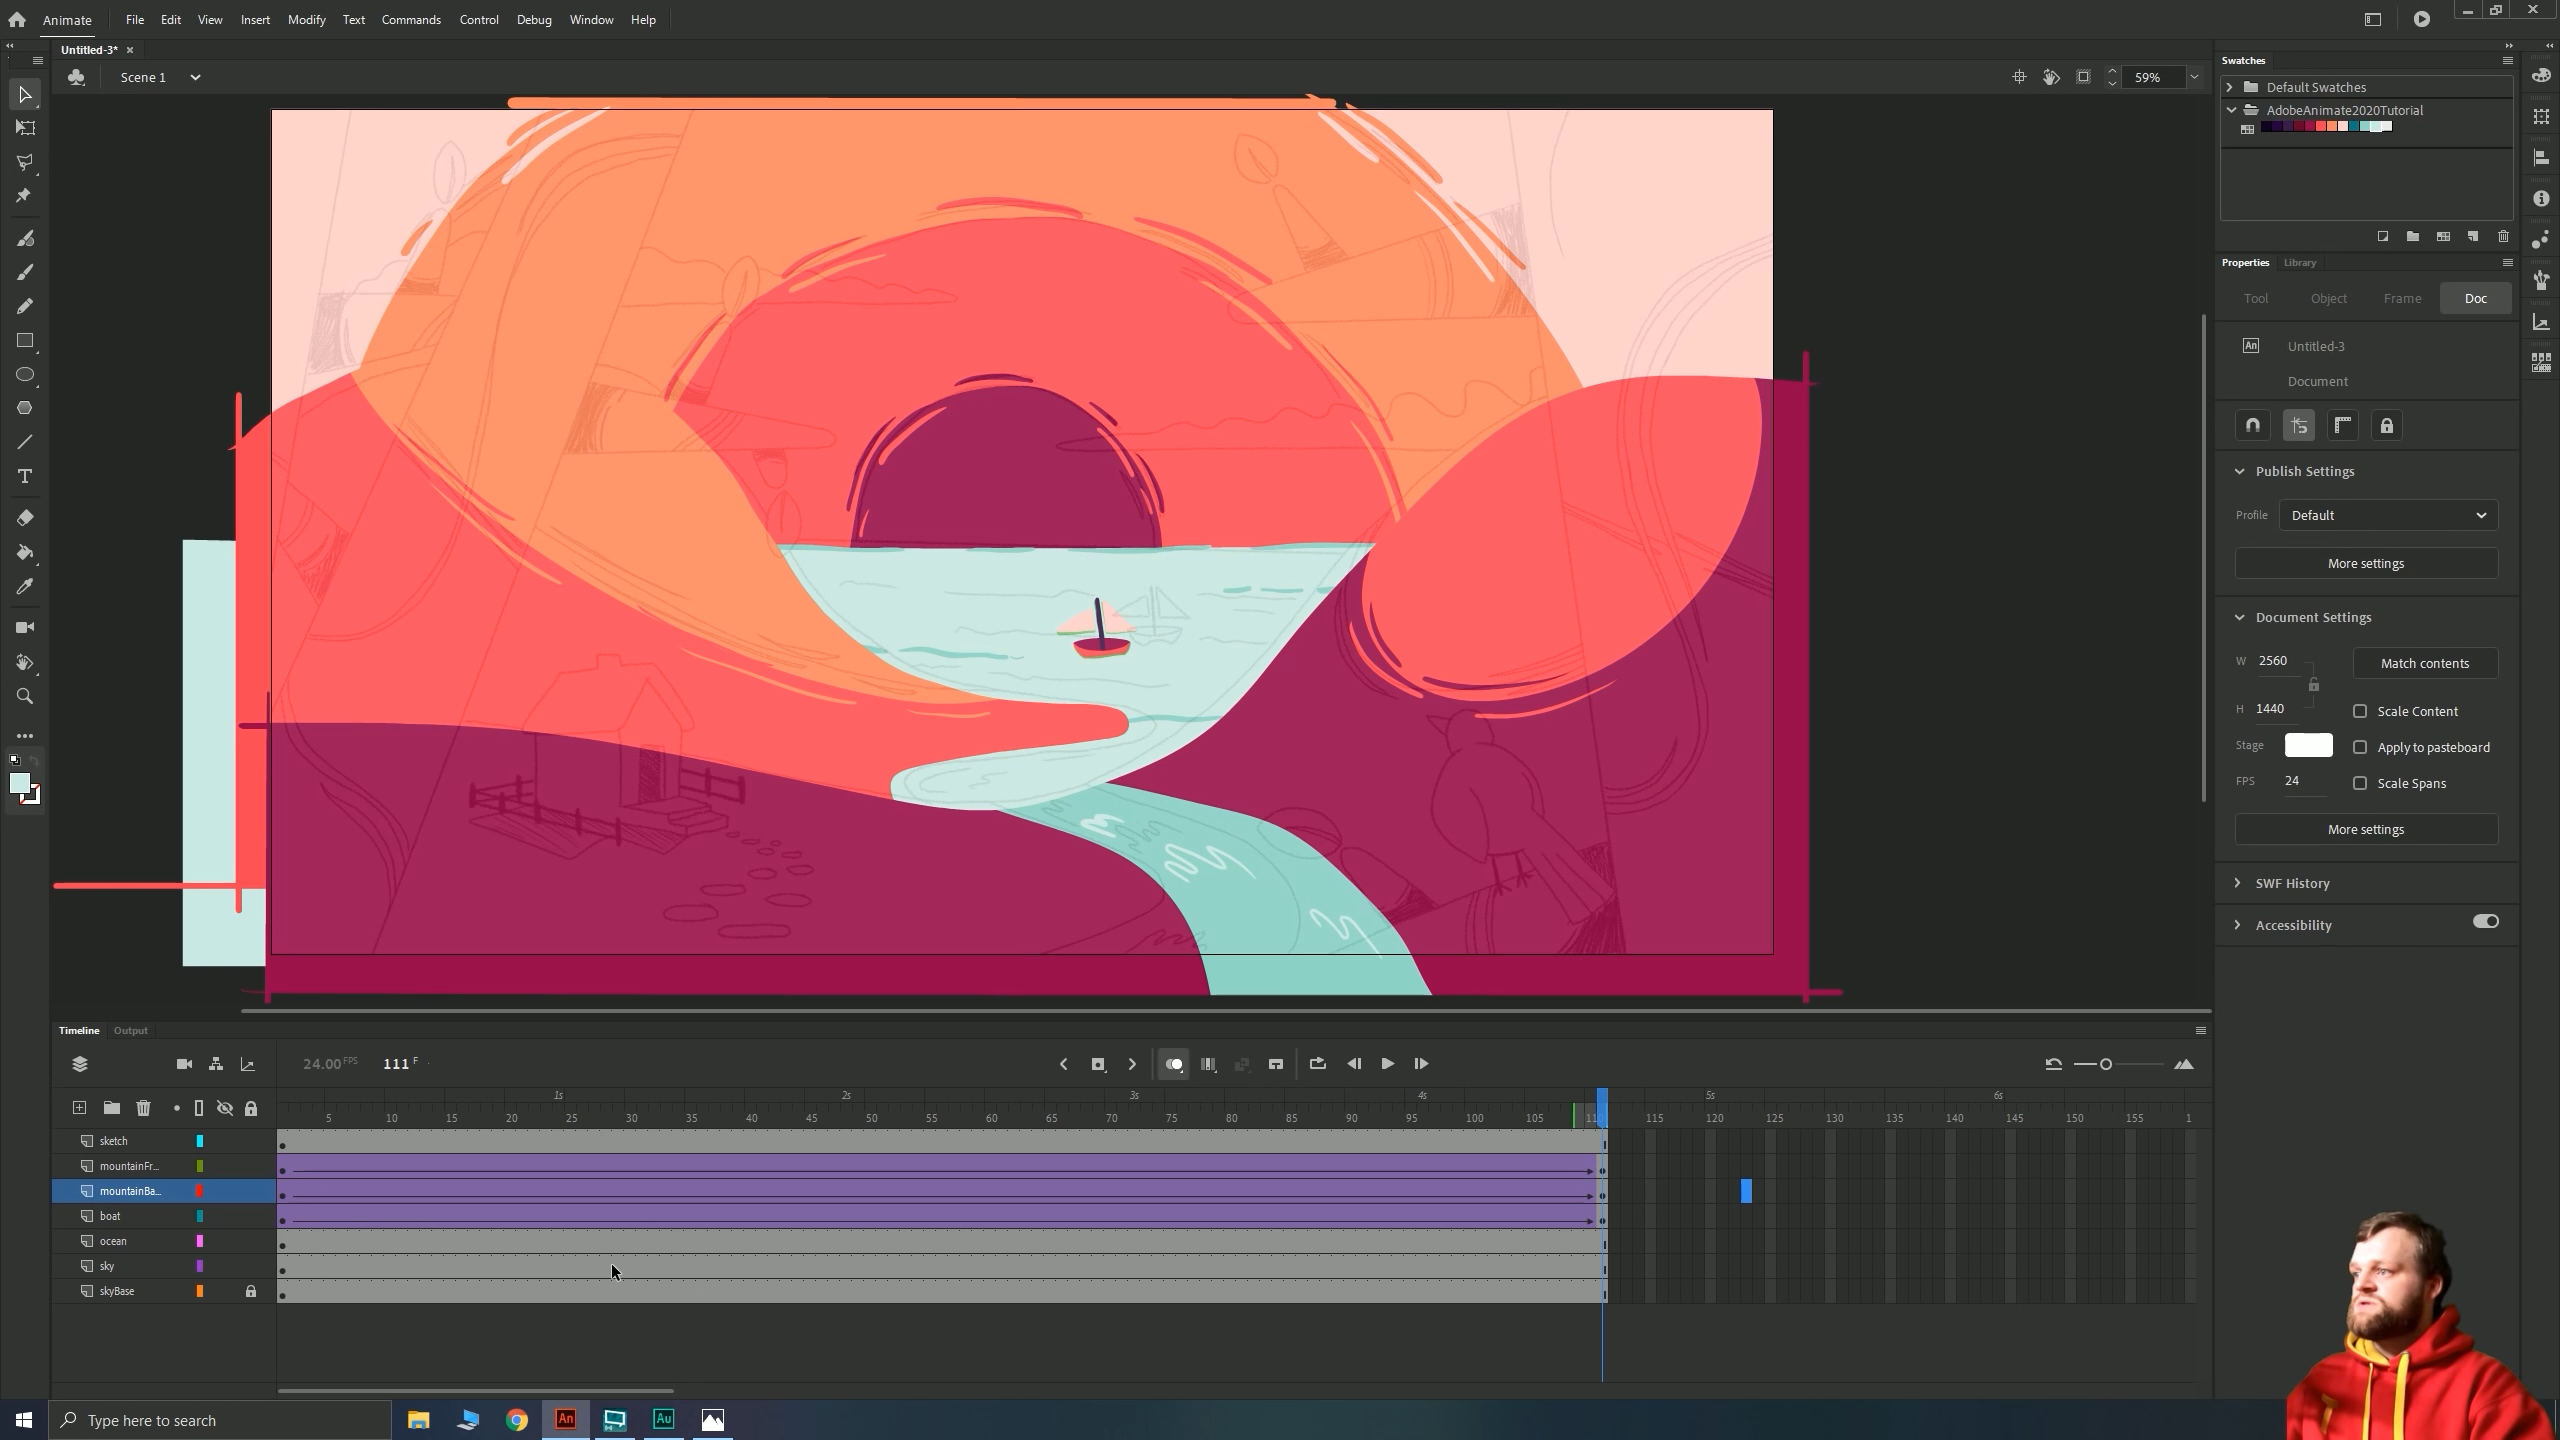 Animate File Edit View Insert Modify Text Commands Control Debug Window Help
Untitled-3*
Scene 1
59%
Swatches
Default Swatches
AdobeAnimate2020Tutorial
Properties Library
Tool Object Frame Doc
An Untitled-3
Document
Publish Settings
Profile Default
More settings
Document Settings
W 2560 Match contents
H 1440 Scale Content
Stage Apply to pasteboard
FPS 24 Scale Spans
More settings
SWF History
Accessibility
Timeline Output
24.00 FPS 111 F
1s 2s 3s 4s 5s 6s
5 10 15 20 25 30 35 40 45 50 55 60 65 70 75 80 85 90 95 100 105 110 115 120 125 130 135 140 145 150 155 1
sketch
mountainFr...
mountainBa...
boat
ocean
sky
skyBase
Type here to search An Au